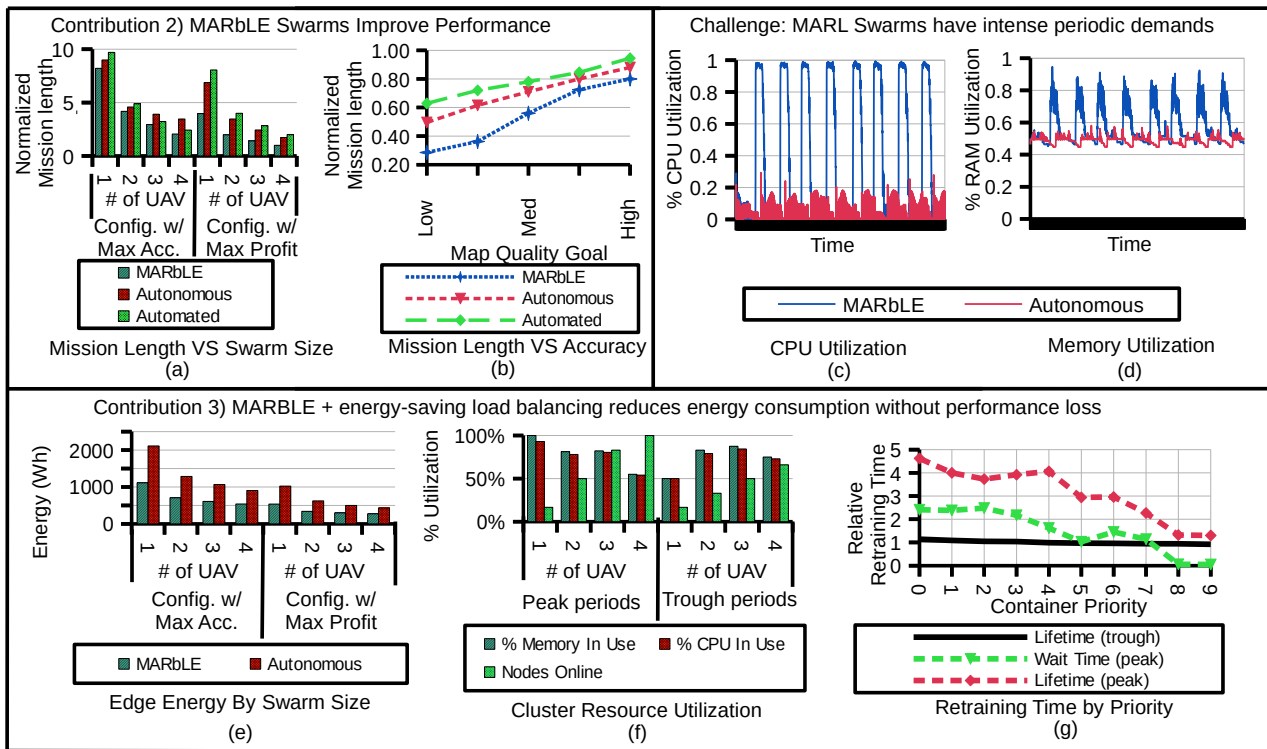 Contribution 2) MARbLE Swarms Improve Performance
Normalized
Mission length
10
5
0
1 2 3 4 1 2 3 4
# of UAV # of UAV
Config. w/ Config. w/
Max Acc. Max Profit
MARbLE
Autonomous
Automated
Mission Length VS Swarm Size
(a)
Normalized
Mission length
1.00
0.80
0.60
0.40
0.20
Low Med High
Map Quality Goal
MARbLE
Autonomous
Automated
Mission Length VS Accuracy
(b)
Challenge: MARL Swarms have intense periodic demands
% CPU Utilization
1
0.8
0.6
0.4
0.2
0
Time
% RAM Utilization
1
0.8
0.6
0.4
0.2
0
Time
MARbLE Autonomous
CPU Utilization
(c)
Memory Utilization
(d)
Contribution 3) MARBLE + energy-saving load balancing reduces energy consumption without performance loss
Energy (Wh)
2000
1000
0
1 2 3 4 1 2 3 4
# of UAV # of UAV
Config. w/ Config. w/
Max Acc. Max Profit
MARbLE Autonomous
Edge Energy By Swarm Size
(e)
% Utilization
100%
50%
0%
1 2 3 4 1 2 3 4
# of UAV # of UAV
Peak periods Trough periods
% Memory In Use % CPU In Use
Nodes Online
Cluster Resource Utilization
(f)
Relative
Retraining Time
5
4
3
2
1
0
0 1 2 3 4 5 6 7 8 9
Container Priority
Lifetime (trough)
Wait Time (peak)
Lifetime (peak)
Retraining Time by Priority
(g)